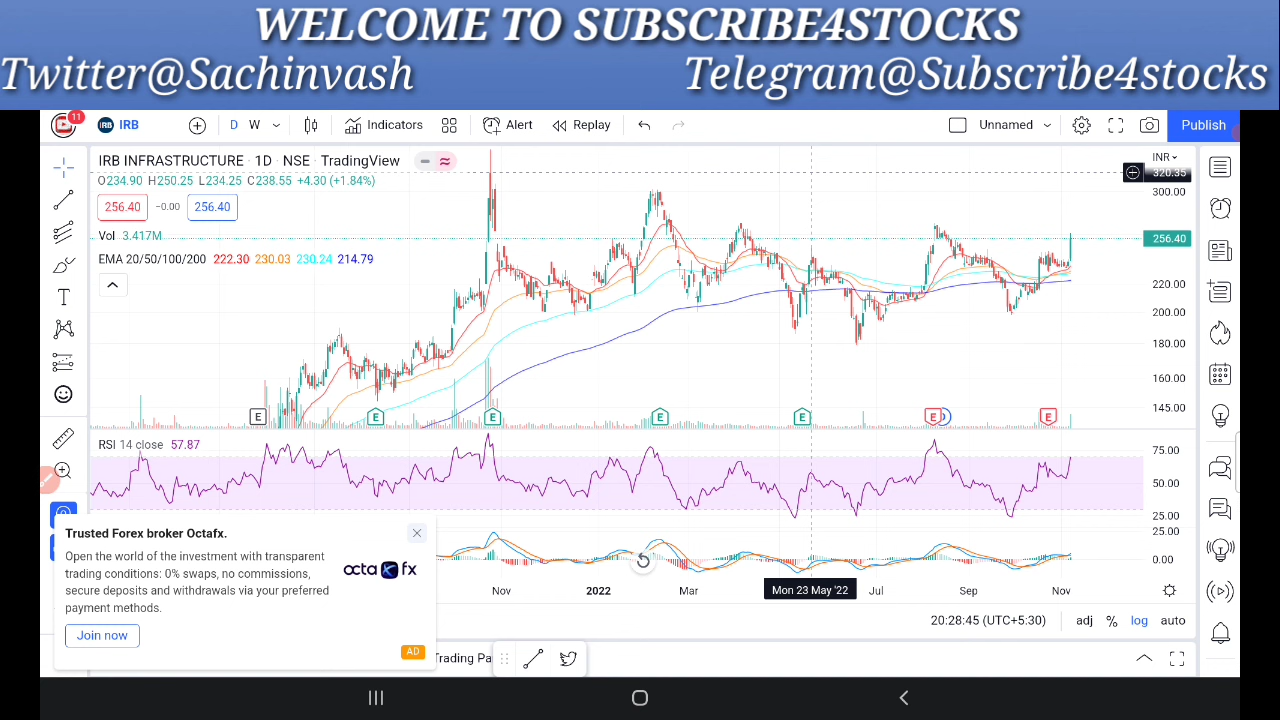 WELCOME TO SUBSCRIBE4STOCKS
Twitter@Sachinvash Telegram@Subscribe4stocks
11 IRB IRB D W Indicators Alert Replay Unnamed Publish
IRB INFRASTRUCTURE · 1D · NSE · TradingView INR
O234.90 H250.25 L234.25 C238.55 +4.30 (+1.84%) 320.35
300.00
256.40 −0.00 256.40
Vol 3.417M 256.40
EMA 20/50/100/200 222.30 230.03 230.24 214.79
220.00
200.00
180.00
160.00
145.00
E E E E E E E
RSI 14 close 57.87 75.00
50.00
25.00
Trusted Forex broker Octafx. 25.00
Open the world of the investment with transparent
trading conditions: 0% swaps, no commissions,
secure deposits and withdrawals via your preferred
payment methods.
octa fx 0.00
Nov 2022 Mar Mon 23 May '22 Jul Sep Nov
20:28:45 (UTC+5:30) adj % log auto
Join now
AD
Trading Pa